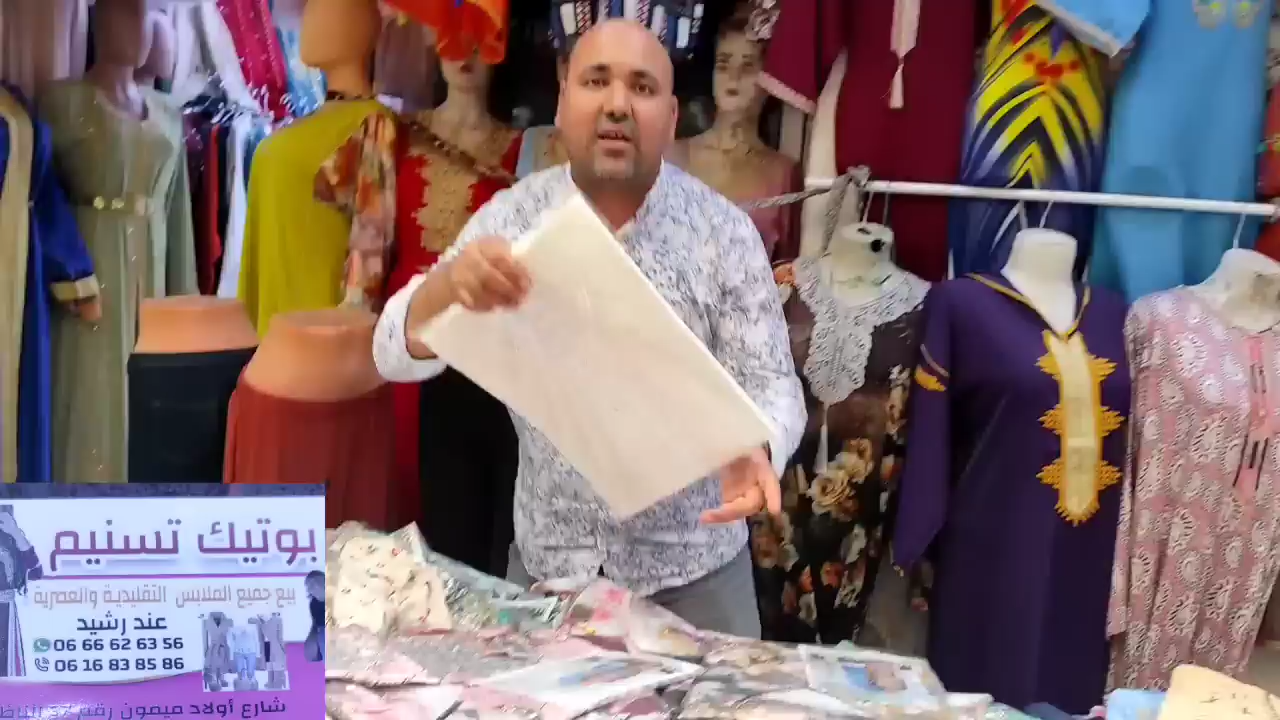 بوتيك تسنيم
بيع جميع الملابس التقليدية والعصرية
عند رشيد
06 66 62 63 56
06 16 83 85 86
شارع أولاد ميمون رقم